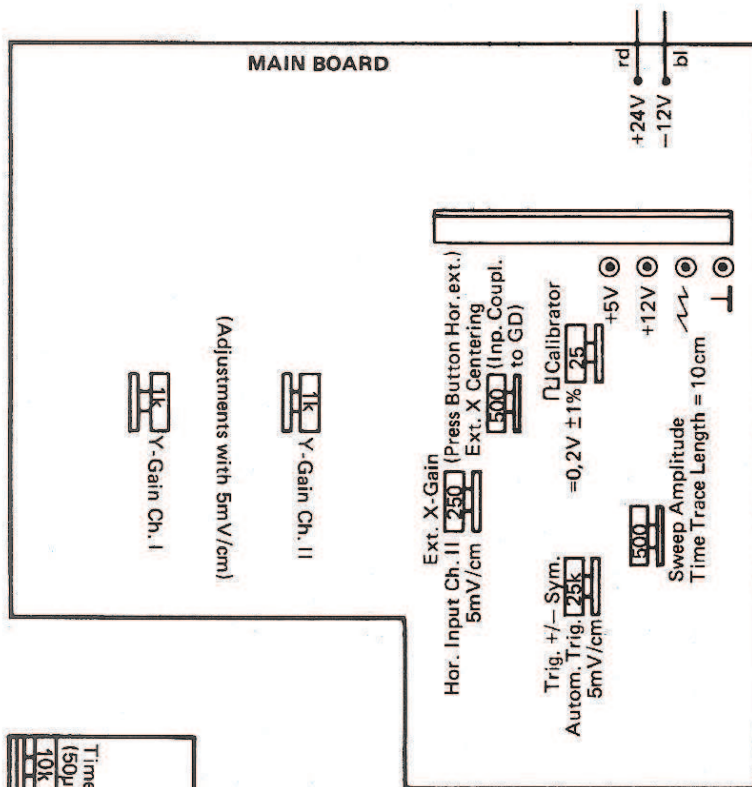 MAIN BOARD
rd
bl
+24V
−12V
1k
Y-Gain Ch. I
(Adjustments with 5mV/cm)
1k
Y-Gain Ch. II
Ext. X-Gain
Hor. Input Ch. II
5mV/cm
250
(Press Button Hor.ext.)
Ext. X Centering
500
(Inp. Coupl.
to GD)
Calibrator
=0,2V ±1%
25
+5V
+12V
Trig. +/− Sym.
Autom. Trig.
5mV/cm
25k
500
Sweep Amplitude
Time Trace Length = 10cm
Time
(50µ
10k